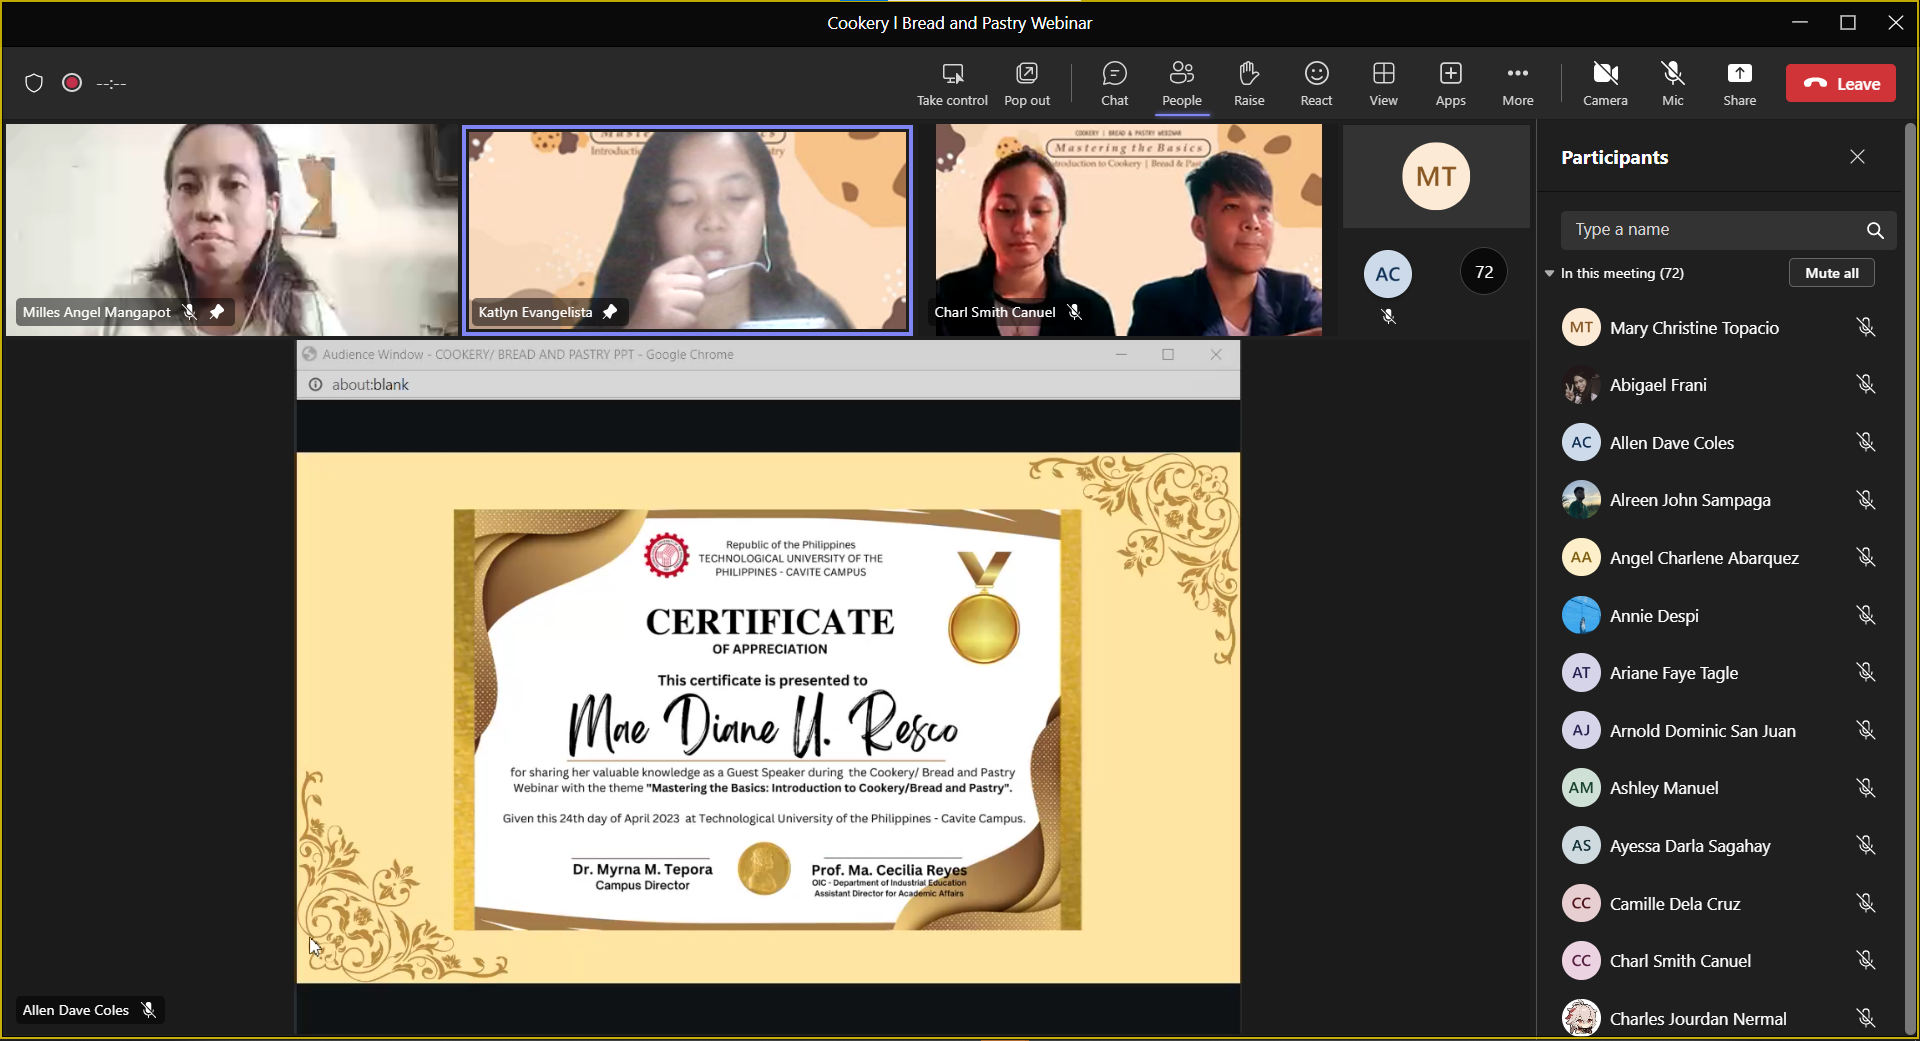 Cookery l Bread and Pastry Webinar
--:--
Take control
Pop out
Chat
People
Raise
React
View
Apps
More
Camera
Mic
Share
Leave
Milles Angel Mangapot
Maste Basics
Introductio stry
Katlyn Evangelista
COOKERY | BREAD & PASTRY WEBINAR
Mastering the Basics
roduction to Cookery | Bread & Pas
Charl Smith Canuel
MT
AC
72
Participants
Type a name
In this meeting (72)
Mute all
MT Mary Christine Topacio
Abigael Frani
AC Allen Dave Coles
Alreen John Sampaga
AA Angel Charlene Abarquez
Annie Despi
AT Ariane Faye Tagle
AJ Arnold Dominic San Juan
AM Ashley Manuel
AS Ayessa Darla Sagahay
CC Camille Dela Cruz
CC Charl Smith Canuel
Charles Jourdan Nermal
Audience Window - COOKERY/ BREAD AND PASTRY PPT - Google Chrome
about:blank
Republic of the Philippines
TECHNOLOGICAL UNIVERSITY OF THE
PHILIPPINES - CAVITE CAMPUS
CERTIFICATE
OF APPRECIATION
This certificate is presented to
Mae Diane U. Resco
for sharing her valuable knowledge as a Guest Speaker during the Cookery/ Bread and Pastry
Webinar with the theme "Mastering the Basics: Introduction to Cookery/Bread and Pastry".
Given this 24th day of April 2023 at Technological University of the Philippines - Cavite Campus.
Dr. Myrna M. Tepora
Campus Director
Prof. Ma. Cecilia Reyes
OIC - Department of Industrial Education
Assistant Director for Academic Affairs
Allen Dave Coles